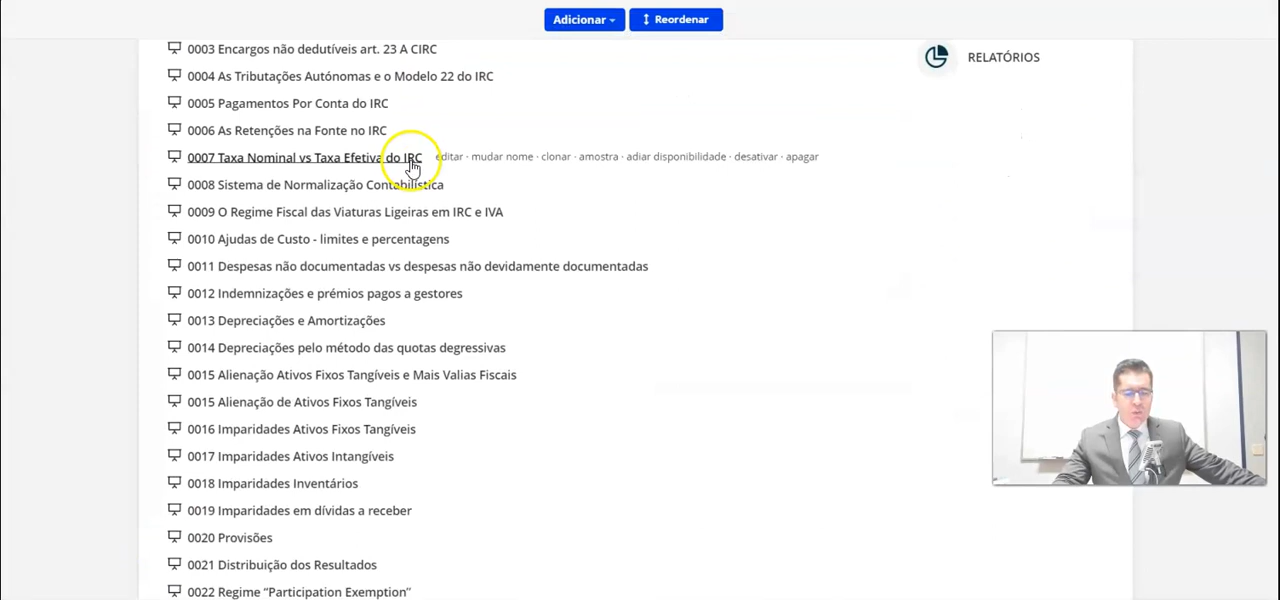 Adicionar
Reordenar
0003 Encargos não dedutíveis art. 23 A CIRC
RELATÓRIOS
0004 As Tributações Autónomas e o Modelo 22 do IRC
0005 Pagamentos Por Conta do IRC
0006 As Retenções na Fonte no IRC
0007 Taxa Nominal vs Taxa Efetiva do IRC editar · mudar nome · clonar · amostra · adiar disponibilidade · desativar · apagar
0008 Sistema de Normalização Contabilística
0009 O Regime Fiscal das Viaturas Ligeiras em IRC e IVA
0010 Ajudas de Custo - limites e percentagens
0011 Despesas não documentadas vs despesas não devidamente documentadas
0012 Indemnizações e prémios pagos a gestores
0013 Depreciações e Amortizações
0014 Depreciações pelo método das quotas degressivas
0015 Alienação Ativos Fixos Tangíveis e Mais Valias Fiscais
0015 Alienação de Ativos Fixos Tangíveis
0016 Imparidades Ativos Fixos Tangíveis
0017 Imparidades Ativos Intangíveis
0018 Imparidades Inventários
0019 Imparidades em dívidas a receber
0020 Provisões
0021 Distribuição dos Resultados
0022 Regime “Participation Exemption”